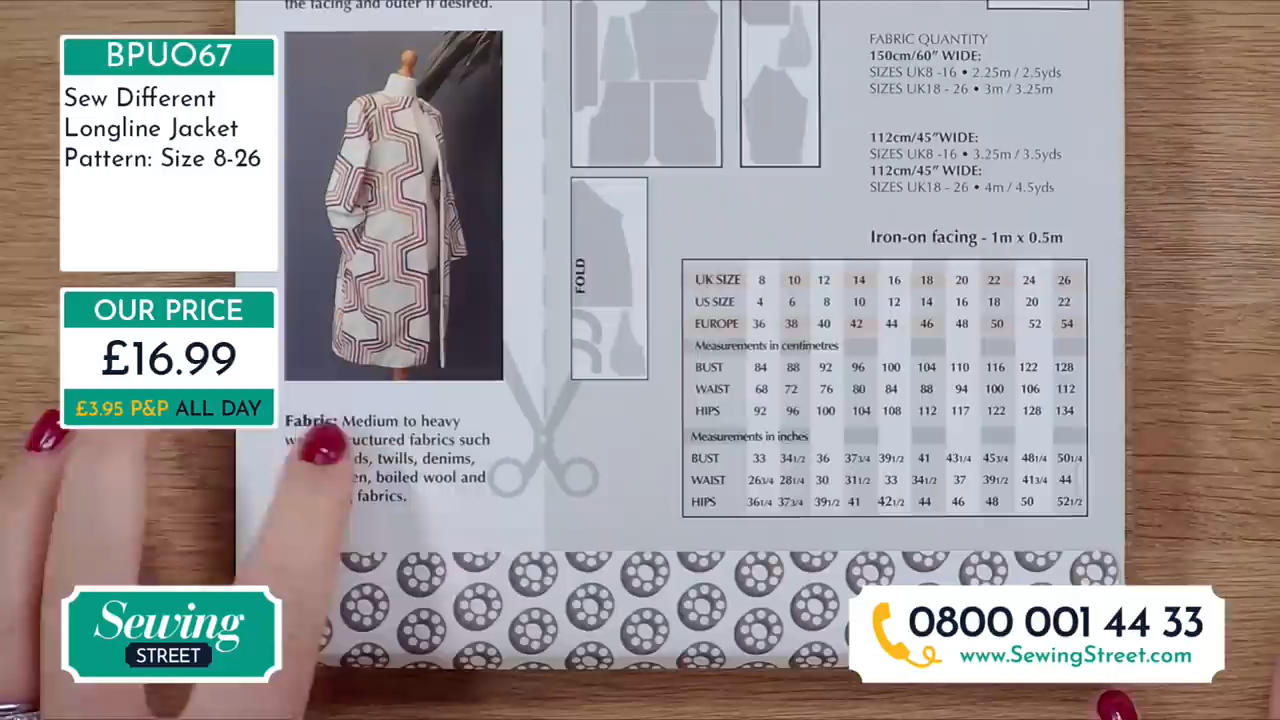 the facing and outer if desired.
BPUO67
Sew Different
Longline Jacket
Pattern: Size 8-26
OUR PRICE
£16.99
£3.95 P&P ALL DAY
Fabric: Medium to heavy
structured fabrics such
twills, denims,
boiled wool and
fabrics.
FOLD
FABRIC QUANTITY
150cm/60" WIDE:
SIZES UK8 -16 • 2.25m / 2.5yds
SIZES UK18 - 26 • 3m / 3.25m
112cm/45"WIDE:
SIZES UK8 -16 • 3.25m / 3.5yds
112cm/45" WIDE:
SIZES UK18 - 26 • 4m / 4.5yds
Iron-on facing - 1m x 0.5m
UK SIZE 8 10 12 14 16 18 20 22 24 26
US SIZE 4 6 8 10 12 14 16 18 20 22
EUROPE 36 38 40 42 44 46 48 50 52 54
Measurements in centimetres
BUST 84 88 92 96 100 104 110 116 122 128
WAIST 68 72 76 80 84 88 94 100 106 112
HIPS 92 96 100 104 108 112 117 122 128 134
Measurements in inches
BUST 33 34 1/2 36 37 3/4 39 1/2 41 43 1/4 45 3/4 48 1/4 50 1/4
WAIST 26 3/4 28 1/4 30 31 1/2 33 34 1/2 37 39 1/2 41 3/4 44
HIPS 36 1/4 37 3/4 39 1/2 41 42 1/2 44 46 48 50 52 1/2
Sewing
STREET
0800 001 44 33
www.SewingStreet.com